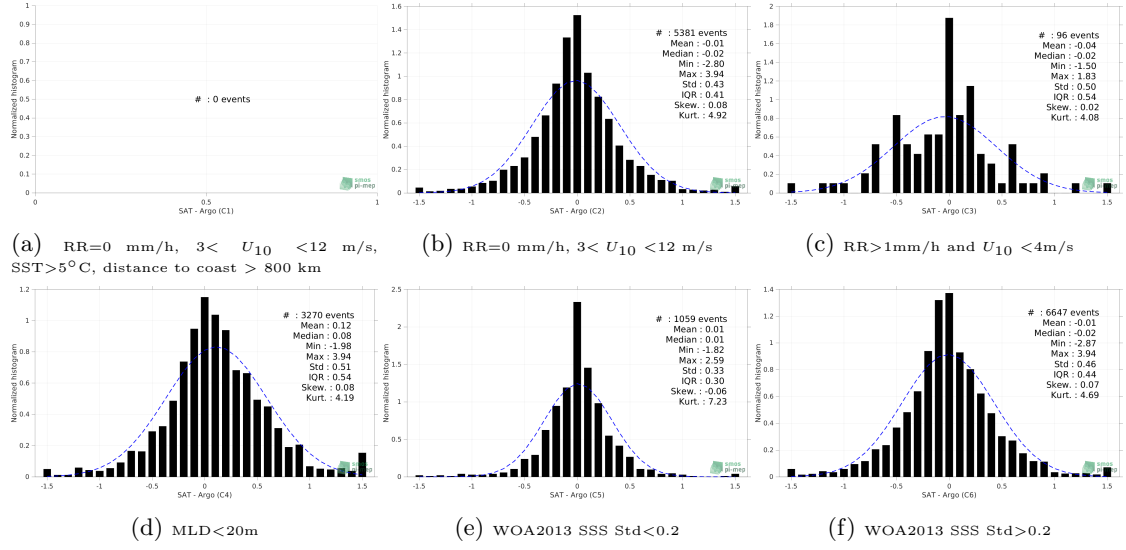 1
0.9
0.8
0.7
0.6
0.5
0.4
0.3
0.2
0.1
0
0 0.5 1
Normalized histogram
# : 0 events
SAT - Argo (C1)
smos
pi-mep
(a) RR=0 mm/h, 3< U10 <12 m/s,
SST>5°C, distance to coast > 800 km
1.6
1.4
1.2
1
0.8
0.6
0.4
0.2
0
-1.5 -1 -0.5 0 0.5 1 1.5
Normalized histogram
# : 5381 events
Mean : -0.01
Median : -0.02
Min : -2.80
Max : 3.94
Std : 0.43
IQR : 0.41
Skew. : 0.08
Kurt. : 4.92
SAT - Argo (C2)
smos
pi-mep
(b) RR=0 mm/h, 3< U10 <12 m/s
2
1.8
1.6
1.4
1.2
1
0.8
0.6
0.4
0.2
0
-1.5 -1 -0.5 0 0.5 1 1.5
Normalized histogram
# : 96 events
Mean : -0.04
Median : -0.02
Min : -1.50
Max : 1.83
Std : 0.50
IQR : 0.54
Skew. : 0.02
Kurt. : 4.08
SAT - Argo (C3)
smos
pi-mep
(c) RR>1mm/h and U10 <4m/s
1.2
1
0.8
0.6
0.4
0.2
0
-1.5 -1 -0.5 0 0.5 1 1.5
Normalized histogram
# : 3270 events
Mean : 0.12
Median : 0.08
Min : -1.98
Max : 3.94
Std : 0.51
IQR : 0.54
Skew. : 0.08
Kurt. : 4.19
SAT - Argo (C4)
smos
pi-mep
(d) MLD<20m
2.5
2
1.5
1
0.5
0
-1.5 -1 -0.5 0 0.5 1 1.5
Normalized histogram
# : 1059 events
Mean : 0.01
Median : 0.01
Min : -1.82
Max : 2.59
Std : 0.33
IQR : 0.30
Skew. : -0.06
Kurt. : 7.23
SAT - Argo (C5)
smos
pi-mep
(e) WOA2013 SSS Std<0.2
1.4
1.2
1
0.8
0.6
0.4
0.2
0
-1.5 -1 -0.5 0 0.5 1 1.5
Normalized histogram
# : 6647 events
Mean : -0.01
Median : -0.02
Min : -2.87
Max : 3.94
Std : 0.46
IQR : 0.44
Skew. : 0.07
Kurt. : 4.69
SAT - Argo (C6)
smos
pi-mep
(f) WOA2013 SSS Std>0.2